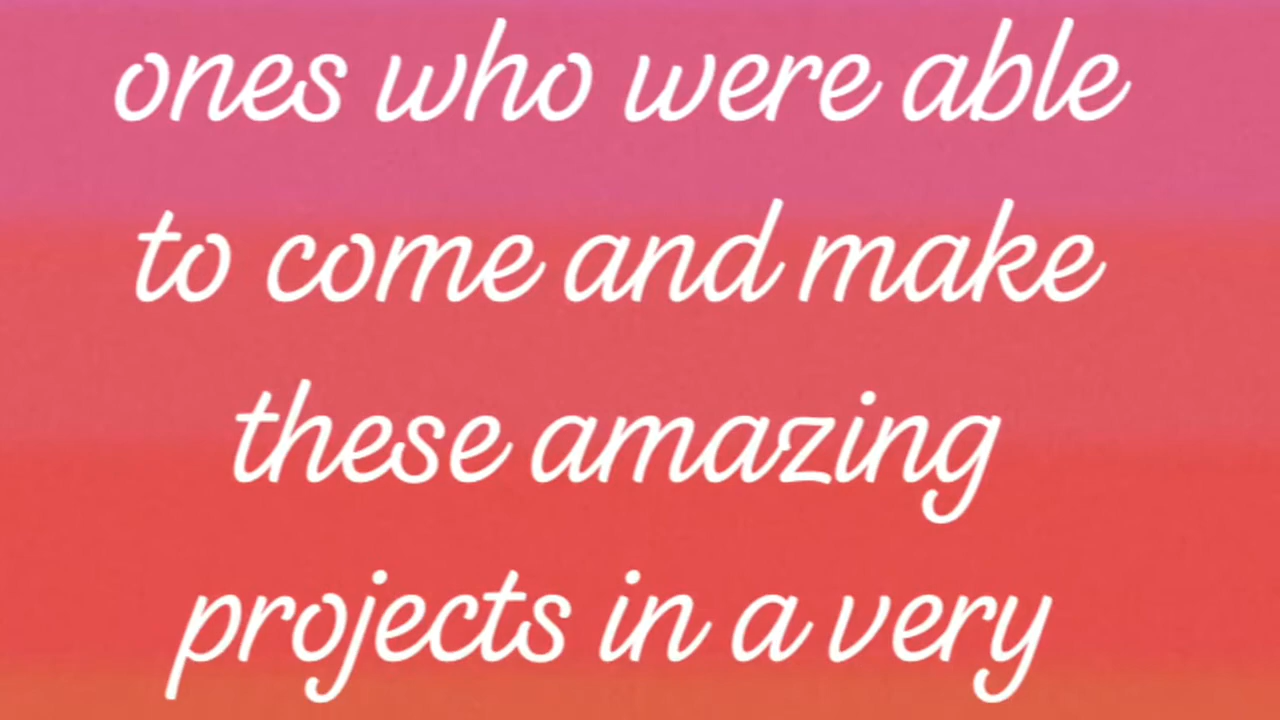 ones who were able
to come and make
these amazing
projects in a very